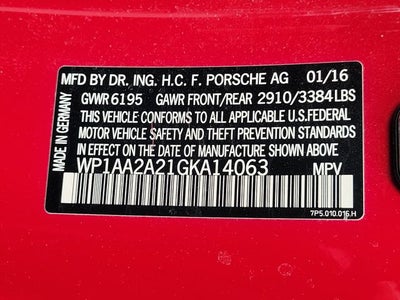 MFD BY DR. ING. H.C. F. PORSCHE AG 01/16
GVWR 6195 GAWR FRONT/REAR 2910/3384LBS
THIS VEHICLE CONFORMS TO ALL APPLICABLE U.S.FEDERAL
MOTOR VEHICLE SAFETY, BUMPER, AND THEFT PREVENTION
STANDARDS IN EFFECT ON THE DATE OF MANUFACTURE SHOWN ABOVE.
WP1AA2A21GKA14063 MPV
7P5.010.016.H
MADE IN GERMANY